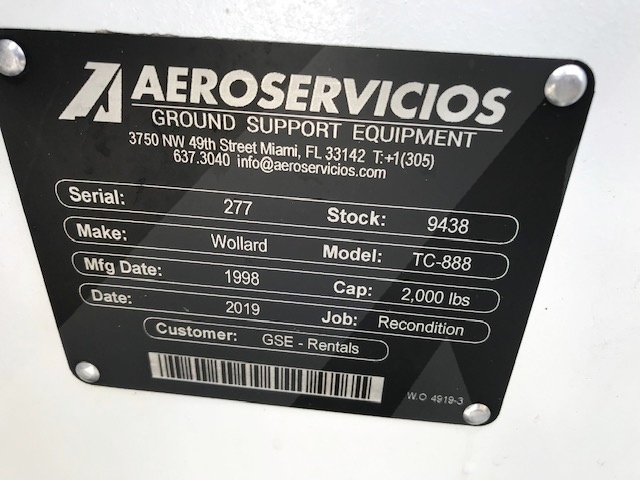 AEROSERVICIOS
GROUND SUPPORT EQUIPMENT
3750 NW 49th Street Miami, FL 33142 T:+1(305)
637.3040 info@aeroservicios.com
Serial: 277 Stock: 9438
Make: Wollard Model: TC-888
Mfg Date: 1998 Cap: 2,000 lbs
Date: 2019 Job: Recondition
Customer: GSE - Rentals
W.O 4919-3